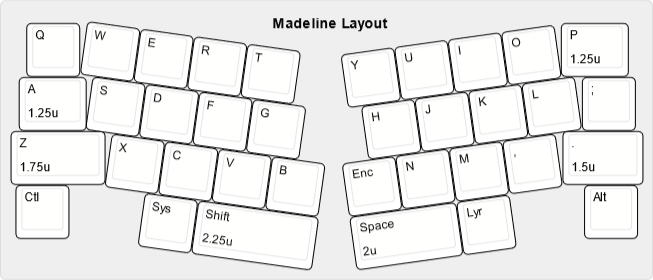 Madeline Layout
Q W E R T Y U I O P
1.25u
A S D F G H J K L ;
1.25u
Z X C V B Enc N M , .
1.75u 1.5u
Ctl Sys Shift Space Lyr Alt
2.25u 2u